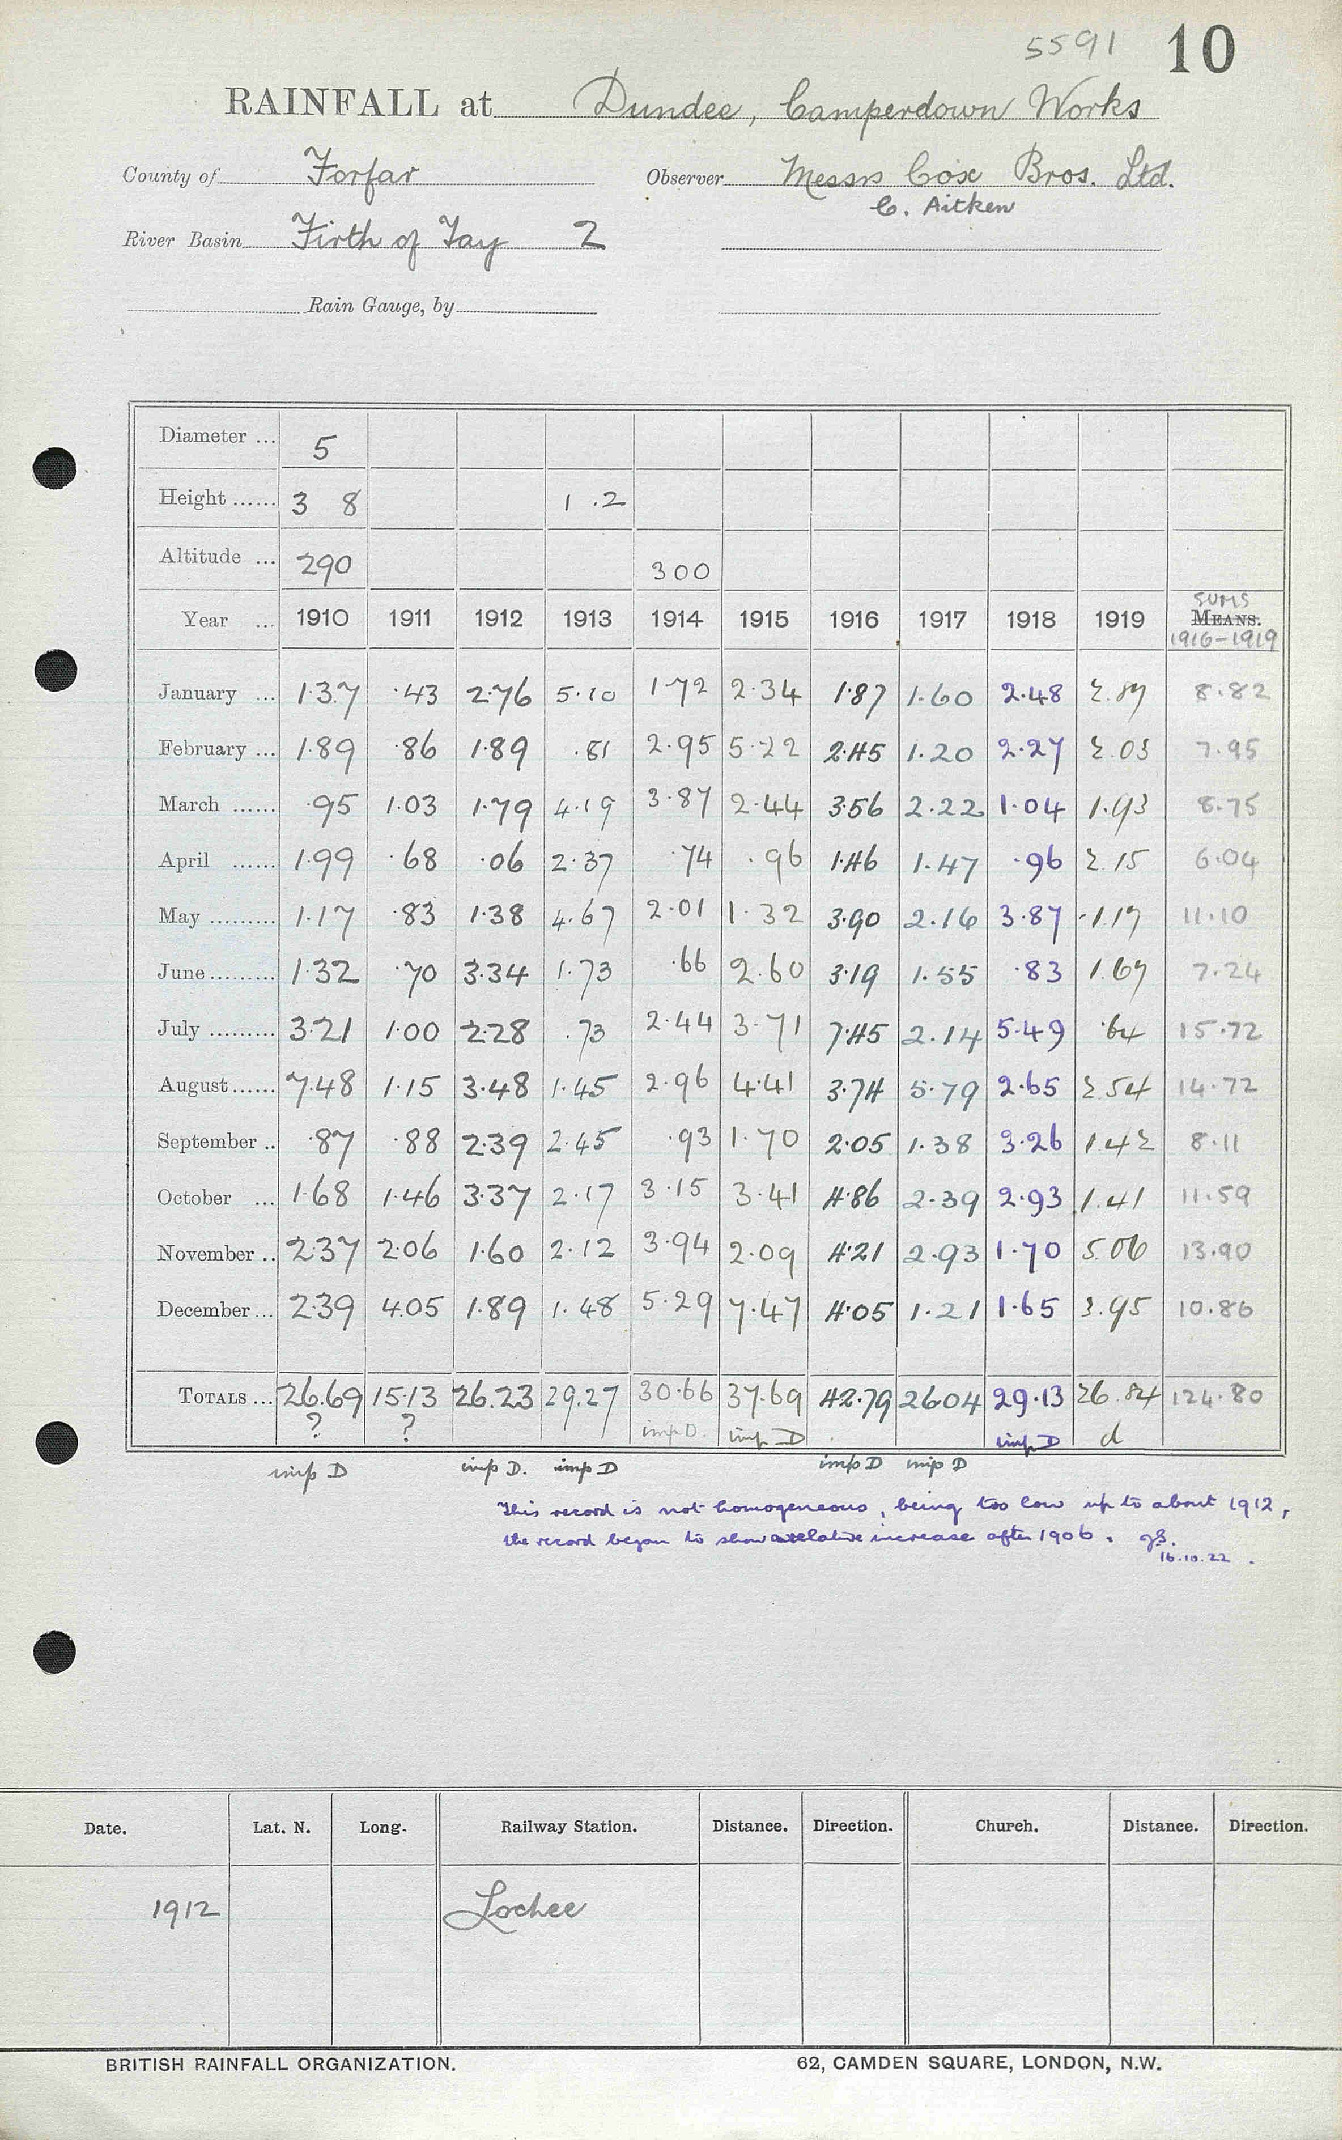 5591 10
RAINFALL at Dundee, Camperdown Works
County of Forfar Observer Messrs Cox Bros. Ltd.
C. Aitken
River Basin Firth of Tay 2
Rain Gauge, by
Diameter ... 5
Height ...... 3 8 1 .2
Altitude ... 290 300
SUMS
Year ... 1910 1911 1912 1913 1914 1915 1916 1917 1918 1919 MEANS.
1916-1919
January ... 1.37 .43 2.76 5.10 1.72 2.34 1.87 1.60 2.48 2.87 8.82
February ... 1.89 .86 1.89 .81 2.95 5.22 2.45 1.20 2.27 2.03 7.95
March ...... .95 1.03 1.79 4.19 3.87 2.44 3.56 2.22 1.04 1.93 8.75
April ...... 1.99 .68 .06 2.37 .74 .96 1.46 1.47 .96 2.15 6.04
May ......... 1.17 .83 1.38 4.67 2.01 1.32 3.90 2.16 3.87 1.17 11.10
June ......... 1.32 .70 3.34 1.73 .66 2.60 3.19 1.55 .83 1.67 7.24
July ......... 3.21 1.00 2.28 .73 2.44 3.71 7.45 2.14 5.49 .64 15.72
August ...... 7.48 1.15 3.48 1.45 2.96 4.41 3.74 5.79 2.65 2.54 14.72
September .. .87 .88 2.39 2.45 .93 1.70 2.05 1.38 3.26 1.42 8.11
October ... 1.68 1.46 3.37 2.17 3.15 3.41 4.86 2.39 2.93 1.41 11.59
November .. 2.37 2.06 1.60 2.12 3.94 2.09 4.21 2.93 1.70 5.06 13.90
December ... 2.39 4.05 1.89 1.48 5.29 7.47 4.05 1.21 1.65 3.95 10.86
TOTALS ... 26.69 15.13 26.23 29.27 30.66 37.69 42.79 26.04 29.13 26.84 124.80
? ? imp D. imp D imp D d
imp D imp D. imp D imp D imp D
This record is not homogeneous, being too low up to about 1912,
the record began to show a relative increase after 1906. JS.
16.10.22.
Date. Lat. N. Long. Railway Station. Distance. Direction. Church. Distance. Direction.
1912 Lochee
BRITISH RAINFALL ORGANIZATION. 62, CAMDEN SQUARE, LONDON, N.W.